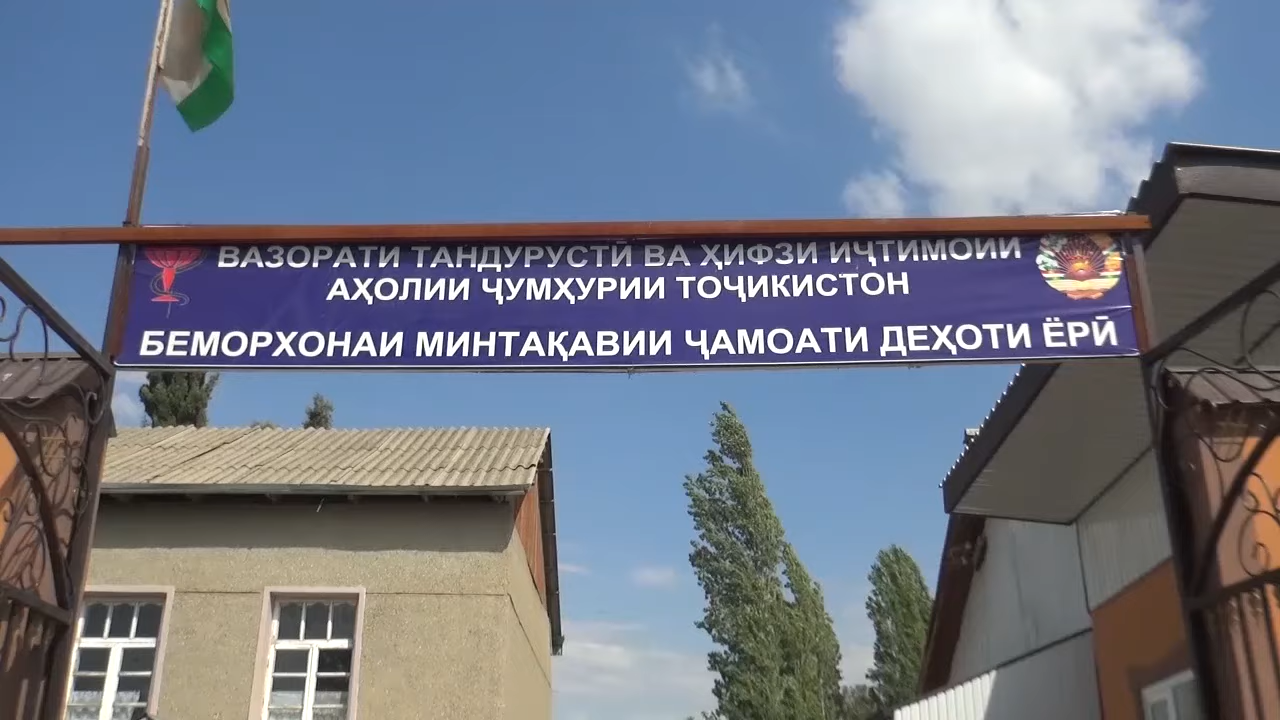 ВАЗОРАТИ ТАНДУРУСТӢ ВА ҲИФЗИ ИҶТИМОИИ
АҲОЛИИ ҶУМҲУРИИ ТОҶИКИСТОН
БЕМОРХОНАИ МИНТАҚАВИИ ҶАМОАТИ ДЕҲОТИ ЁРӢ